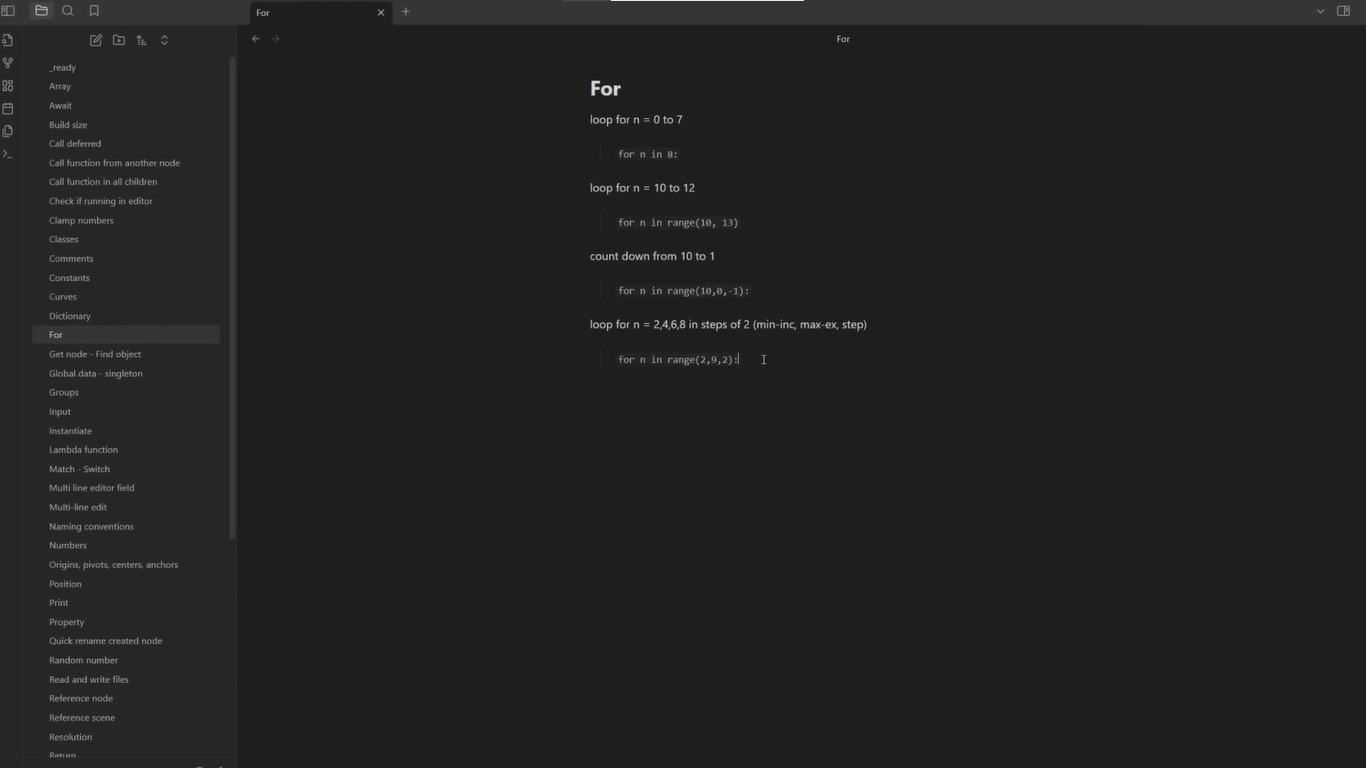 For
For
_ready
Array
Await
Build size
Call deferred
Call function from another node
Call function in all children
Check if running in editor
Clamp numbers
Classes
Comments
Constants
Curves
Dictionary
For
Get node - Find object
Global data - singleton
Groups
Input
Instantiate
Lambda function
Match - Switch
Multi line editor field
Multi-line edit
Naming conventions
Numbers
Origins, pivots, centers, anchors
Position
Print
Property
Quick rename created node
Random number
Read and write files
Reference node
Reference scene
Resolution
Return
For
loop for n = 0 to 7
for n in 8:
loop for n = 10 to 12
for n in range(10, 13)
count down from 10 to 1
for n in range(10,0,-1):
loop for n = 2,4,6,8 in steps of 2 (min-inc, max-ex, step)
for n in range(2,9,2):